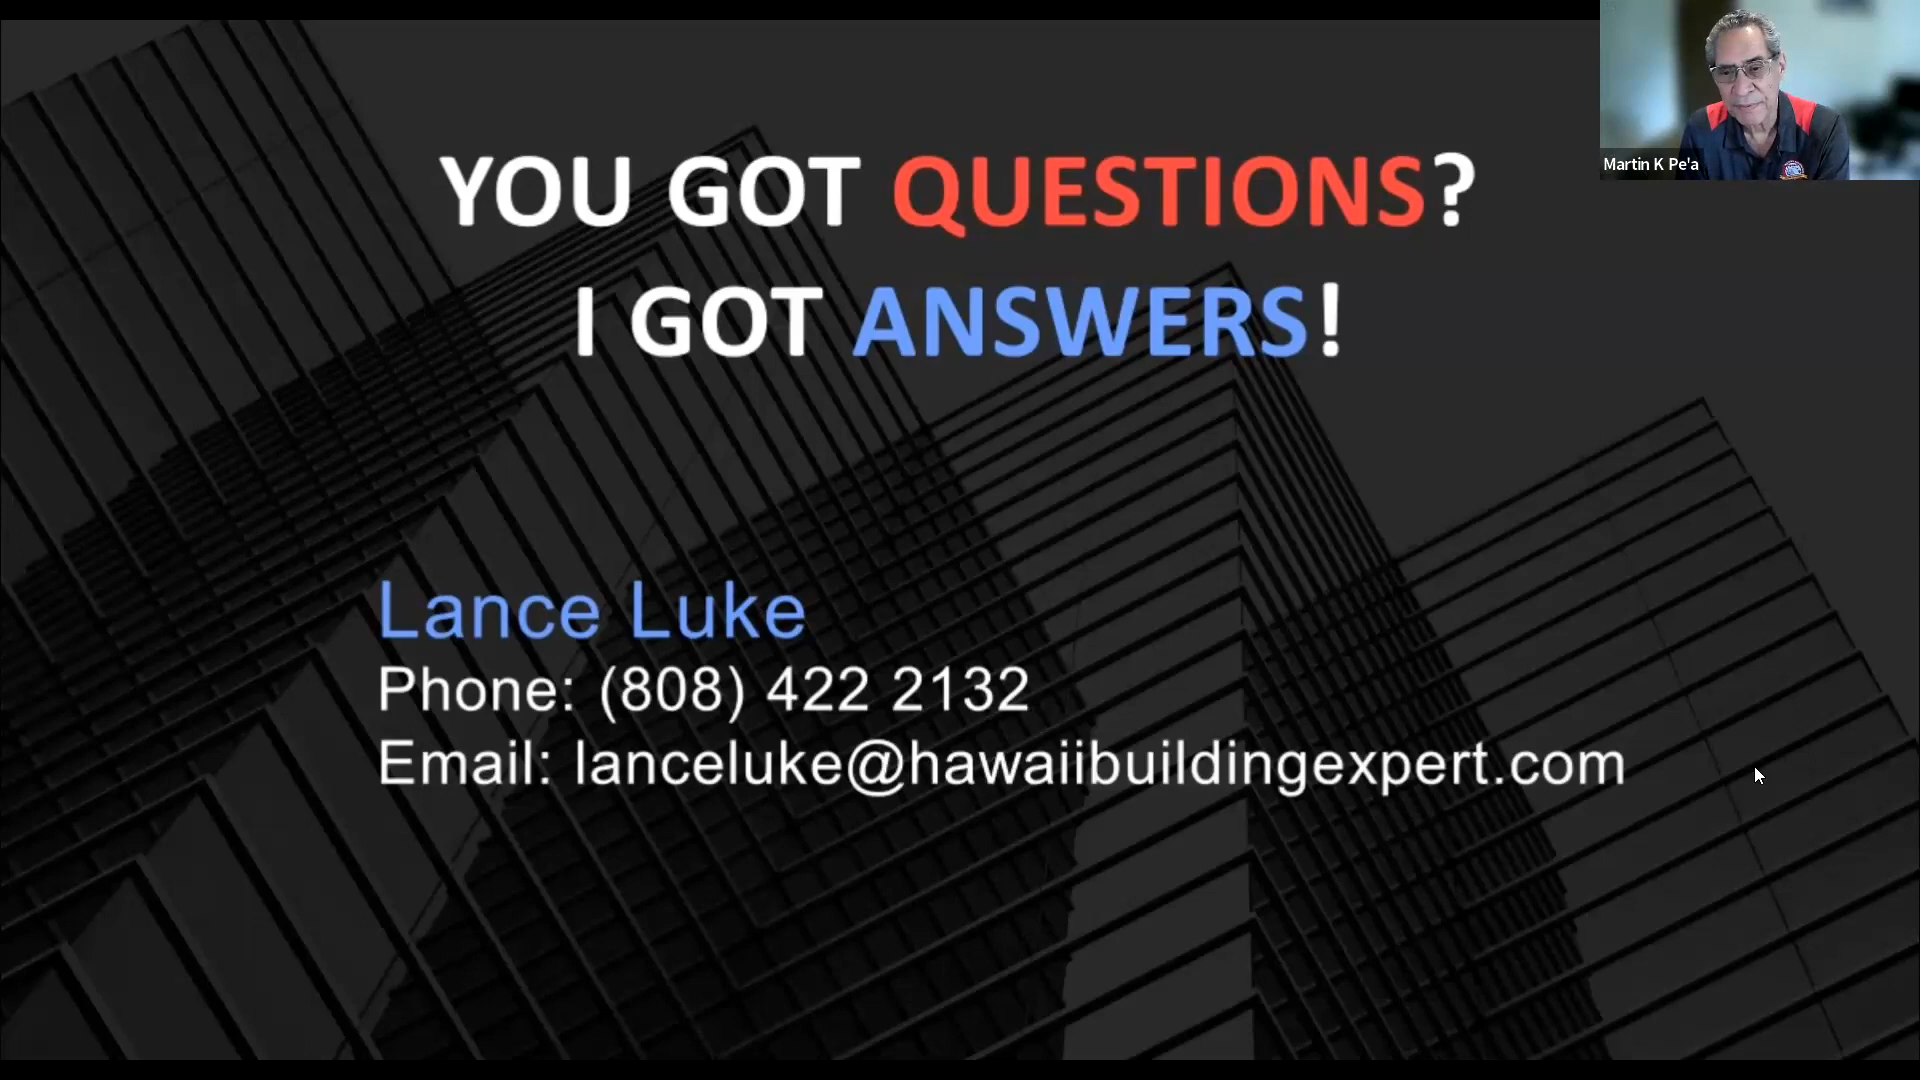 YOU GOT QUESTIONS?
I GOT ANSWERS!
Martin K Pe'a
Lance Luke
Phone: (808) 422 2132
Email: lanceluke@hawaiibuildingexpert.com